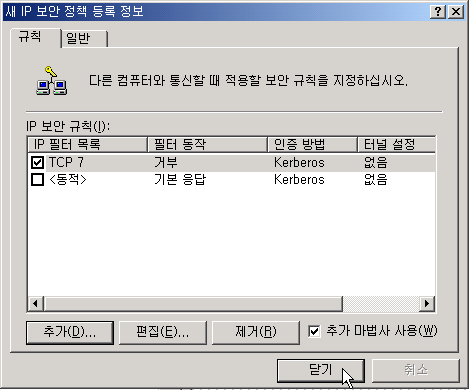 새 IP 보안 정책 등록 정보
규칙 일반
다른 컴퓨터와 통신할 때 적용할 보안 규칙을 지정하십시오.
IP 보안 규칙(I):
IP 필터 목록 필터 동작 인증 방법 터널 설정
TCP 7 거부 Kerberos 없음
<동적> 기본 응답 Kerberos 없음
추가(D)... 편집(E)... 제거(R) 추가 마법사 사용(W)
닫기 취소